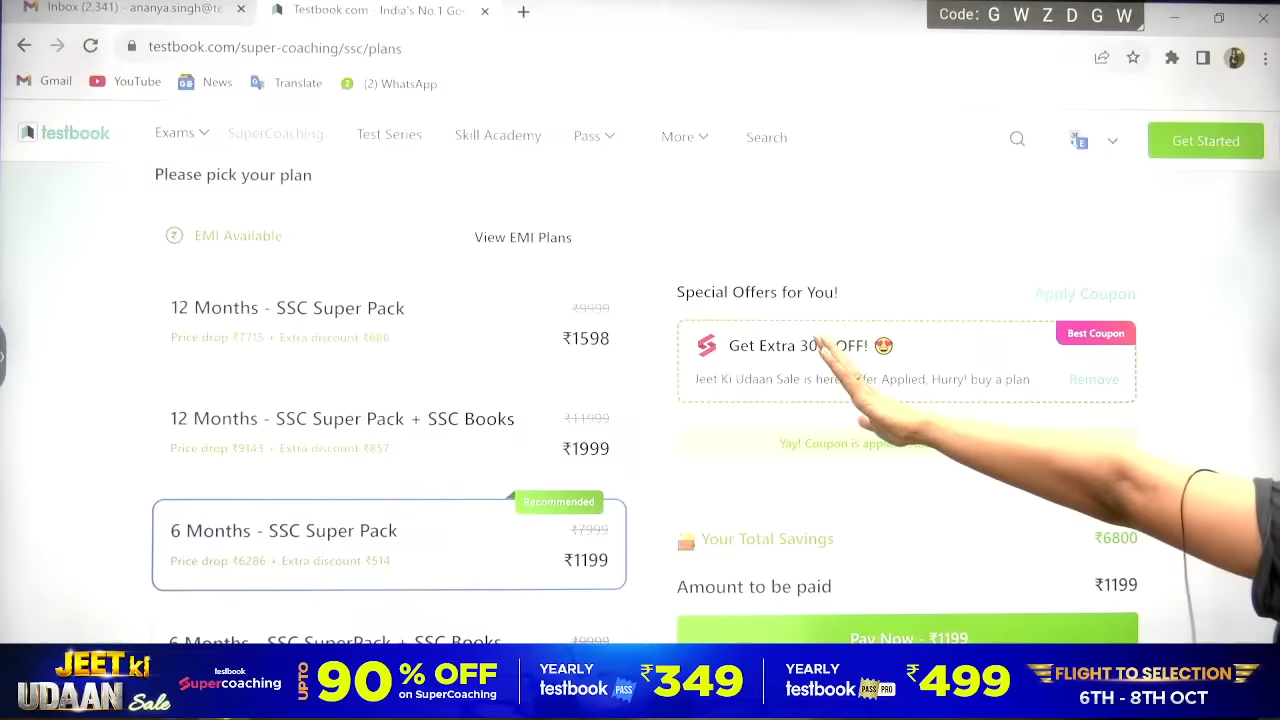 Inbox (2,341) - ananya.singh@te
Testbook.com - India's No.1 Go
Code: G W Z D G W
testbook.com/super-coaching/ssc/plans
Gmail YouTube News Translate (2) WhatsApp
testbook Exams SuperCoaching Test Series Skill Academy Pass More Search Get Started
Please pick your plan
EMI Available View EMI Plans
12 Months - SSC Super Pack ₹9999
Price drop ₹7715 + Extra discount ₹686 ₹1598
12 Months - SSC Super Pack + SSC Books ₹11999
Price drop ₹9143 + Extra discount ₹857 ₹1999
Recommended
6 Months - SSC Super Pack ₹7999
Price drop ₹6286 + Extra discount ₹514 ₹1199
6 Months - SSC SuperPack + SSC Books ₹9999
Special Offers for You! Apply Coupon
Best Coupon
Get Extra 30% OFF!
Jeet Ki Udaan Sale is here Applied, Hurry! buy a plan Remove
Yay! Coupon is
Your Total Savings ₹6800
Amount to be paid ₹1199
Pay Now - ₹1199
JEET ki
UDAAN Sale
testbook
Supercoaching
UPTO 90% OFF
on SuperCoaching
YEARLY
testbook PASS ₹349
YEARLY
testbook PASS PRO ₹499
FLIGHT TO SELECTION
6TH - 8TH OCT